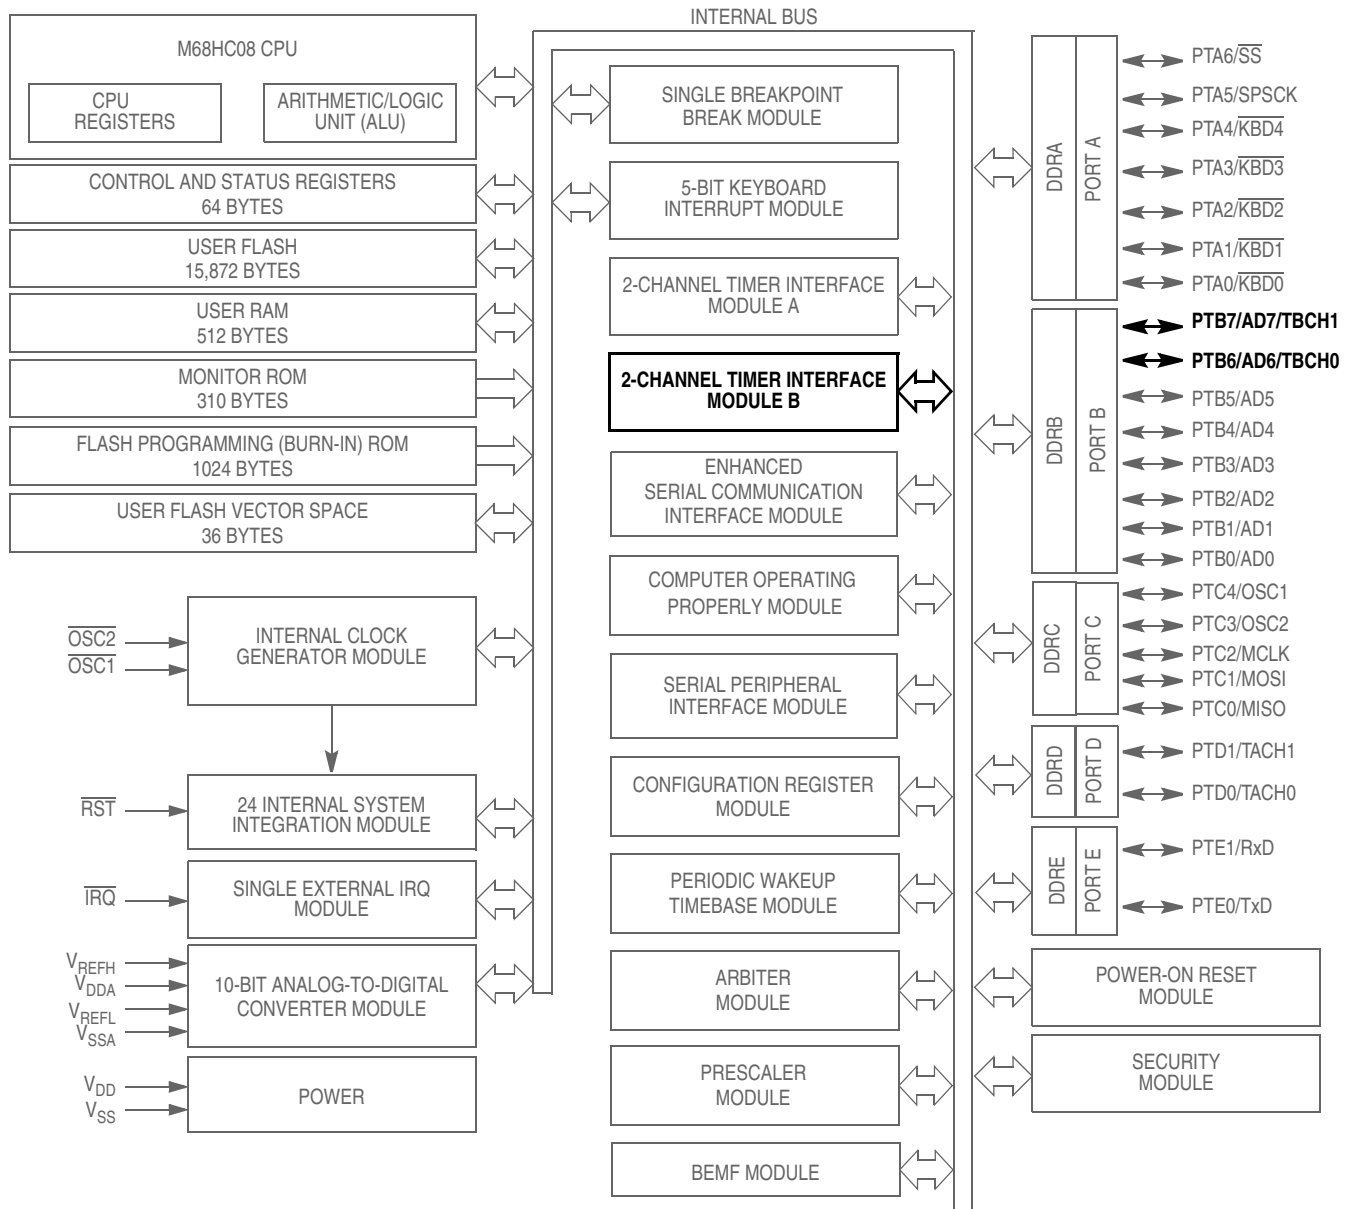 INTERNAL BUS
M68HC08 CPU
CPU
REGISTERS
ARITHMETIC/LOGIC
UNIT (ALU)
CONTROL AND STATUS REGISTERS
64 BYTES
USER FLASH
15,872 BYTES
USER RAM
512 BYTES
MONITOR ROM
310 BYTES
FLASH PROGRAMMING (BURN-IN) ROM
1024 BYTES
USER FLASH VECTOR SPACE
36 BYTES
OSC2
OSC1
INTERNAL CLOCK
GENERATOR MODULE
RST
24 INTERNAL SYSTEM
INTEGRATION MODULE
IRQ
SINGLE EXTERNAL IRQ
MODULE
VREFH
VDDA
VREFL
VSSA
10-BIT ANALOG-TO-DIGITAL
CONVERTER MODULE
VDD
VSS
POWER
SINGLE BREAKPOINT
BREAK MODULE
5-BIT KEYBOARD
INTERRUPT MODULE
2-CHANNEL TIMER INTERFACE
MODULE A
2-CHANNEL TIMER INTERFACE
MODULE B
ENHANCED
SERIAL COMMUNICATION
INTERFACE MODULE
COMPUTER OPERATING
PROPERLY MODULE
SERIAL PERIPHERAL
INTERFACE MODULE
CONFIGURATION REGISTER
MODULE
PERIODIC WAKEUP
TIMEBASE MODULE
ARBITER
MODULE
PRESCALER
MODULE
BEMF MODULE
DDRA
PORT A
PTA6/SS
PTA5/SPSCK
PTA4/KBD4
PTA3/KBD3
PTA2/KBD2
PTA1/KBD1
PTA0/KBD0
DDRB
PORT B
PTB7/AD7/TBCH1
PTB6/AD6/TBCH0
PTB5/AD5
PTB4/AD4
PTB3/AD3
PTB2/AD2
PTB1/AD1
PTB0/AD0
DDRC
PORT C
PTC4/OSC1
PTC3/OSC2
PTC2/MCLK
PTC1/MOSI
PTC0/MISO
DDRD
PORT D
PTD1/TACH1
PTD0/TACH0
DDRE
PORT E
PTE1/RxD
PTE0/TxD
POWER-ON RESET
MODULE
SECURITY
MODULE